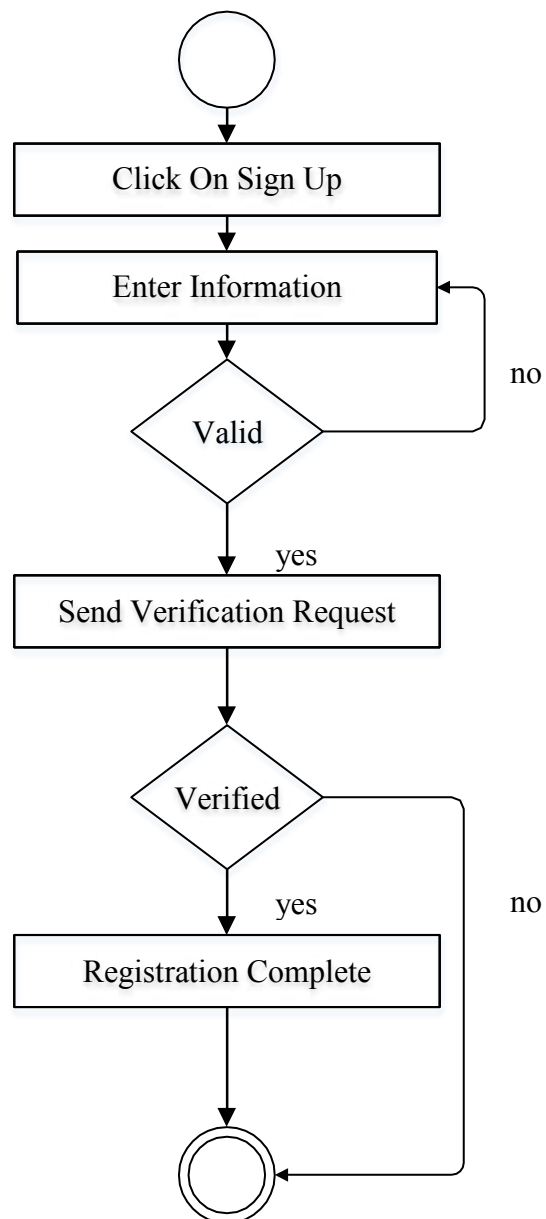 Click On Sign Up
Enter Information
no
Valid
yes
Send Verification Request
Verified
yes
no
Registration Complete